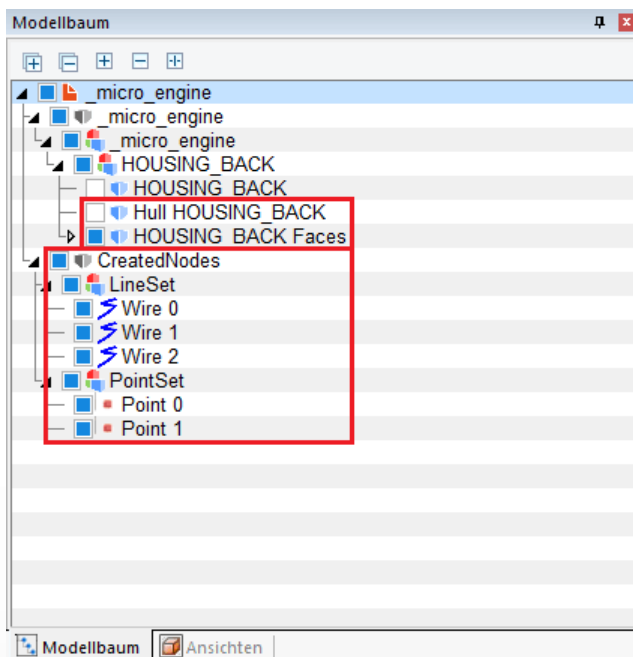 Modellbaum
_micro_engine
_micro_engine
_micro_engine
HOUSING_BACK
HOUSING_BACK
Hull HOUSING_BACK
HOUSING_BACK Faces
CreatedNodes
LineSet
Wire 0
Wire 1
Wire 2
PointSet
Point 0
Point 1
Modellbaum Ansichten